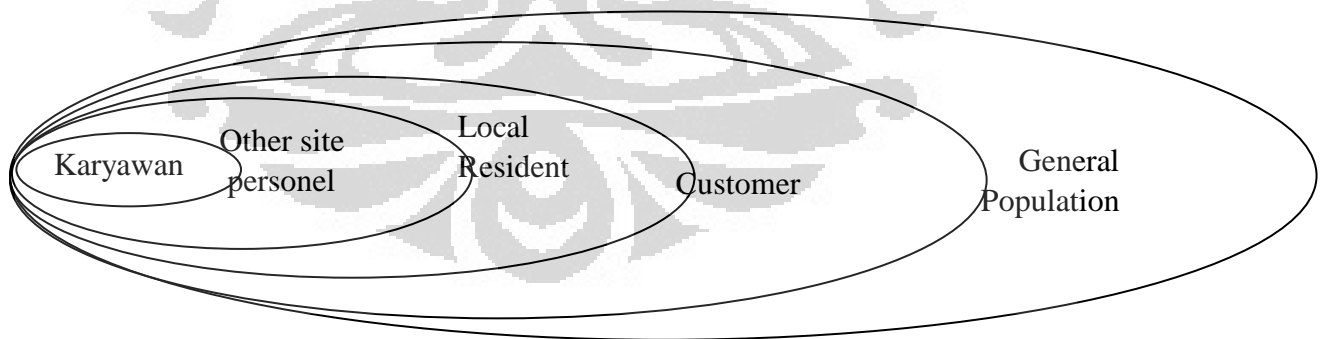 Karyawan
Other site
personel
Local
Resident
Customer
General
Population